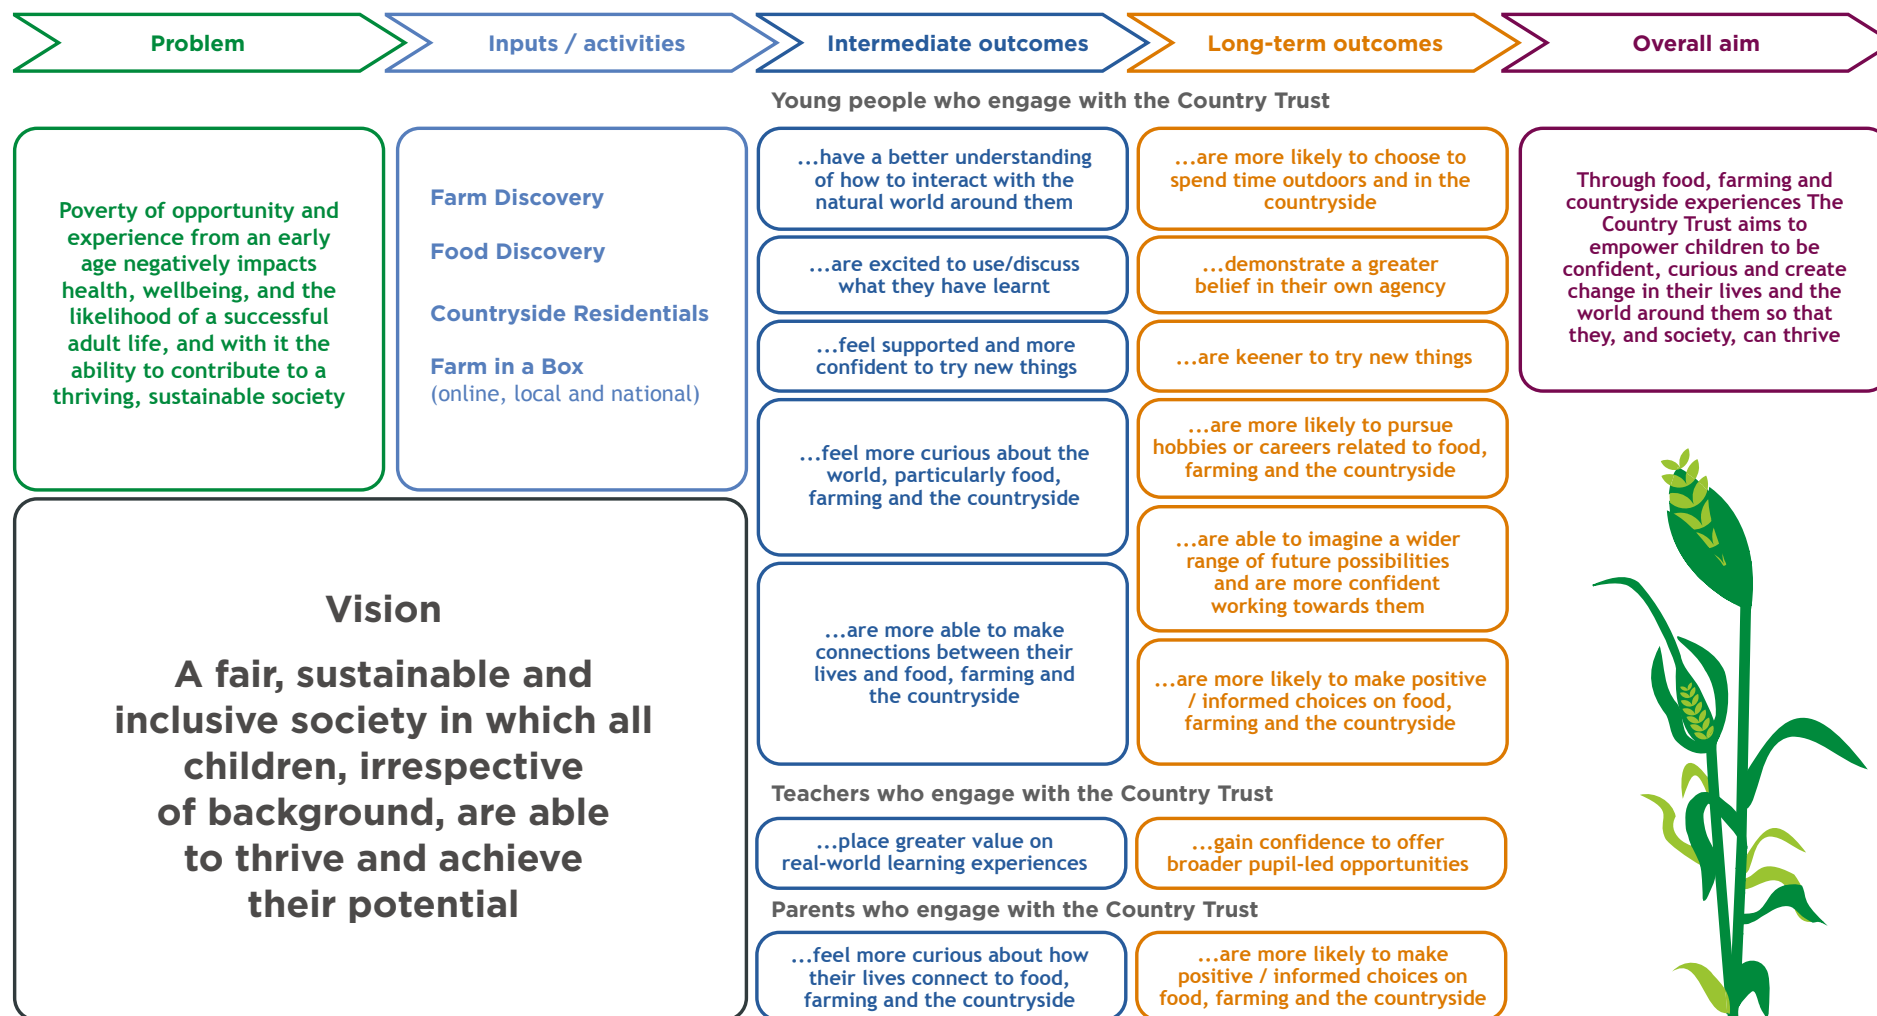 Problem
Inputs / activities
Intermediate outcomes
Long-term outcomes
Overall aim
Poverty of opportunity and
experience from an early
age negatively impacts
health, wellbeing, and the
likelihood of a successful
adult life, and with it the
ability to contribute to a
thriving, sustainable society
Farm Discovery
Food Discovery
Countryside Residentials
Farm in a Box
(online, local and national)
Vision
A fair, sustainable and
inclusive society in which all
children, irrespective
of background, are able
to thrive and achieve
their potential
Young people who engage with the Country Trust
...have a better understanding
of how to interact with the
natural world around them
...are excited to use/discuss
what they have learnt
...feel supported and more
confident to try new things
...feel more curious about the
world, particularly food,
farming and the countryside
...are more able to make
connections between their
lives and food, farming and
the countryside
...are more likely to choose to
spend time outdoors and in the
countryside
...demonstrate a greater
belief in their own agency
...are keener to try new things
...are more likely to pursue
hobbies or careers related to food,
farming and the countryside
...are able to imagine a wider
range of future possibilities
and are more confident
working towards them
...are more likely to make positive
/ informed choices on food,
farming and the countryside
Teachers who engage with the Country Trust
...place greater value on
real-world learning experiences
...gain confidence to offer
broader pupil-led opportunities
Parents who engage with the Country Trust
...feel more curious about how
their lives connect to food,
farming and the countryside
...are more likely to make
positive / informed choices on
food, farming and the countryside
Through food, farming and
countryside experiences The
Country Trust aims to
empower children to be
confident, curious and create
change in their lives and the
world around them so that
they, and society, can thrive